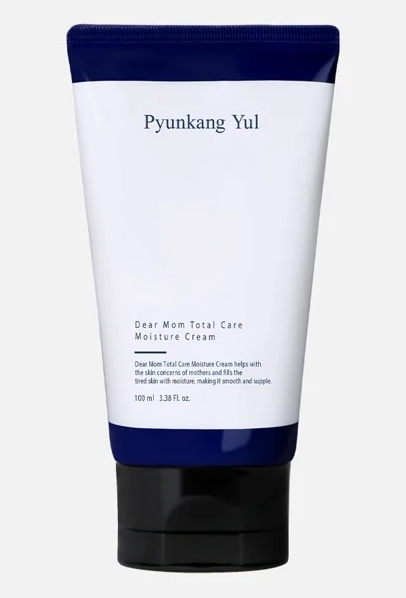 Pyunkang Yul
Dear Mom Total Care
Moisture Cream
Dear Mom Total Care Moisture Cream helps with
the skin concerns of mothers and fills the
tired skin with moisture, making it smooth and supple.
100 ml 3.38 Fl. oz.